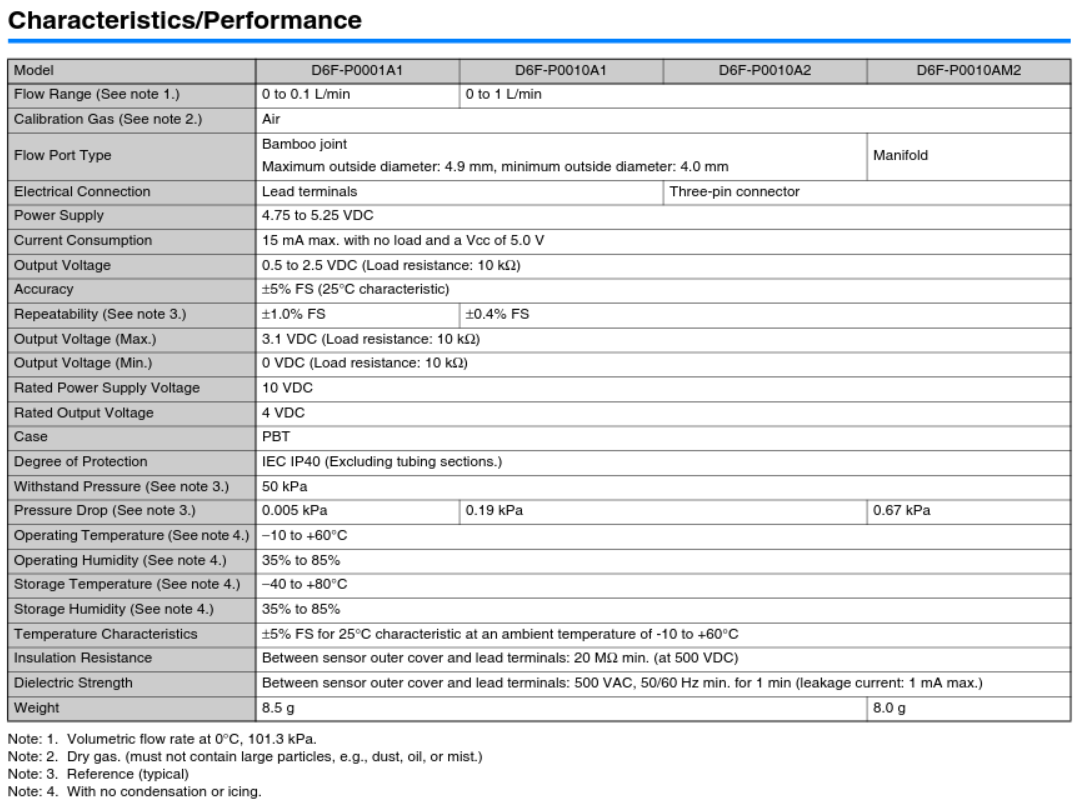 Characteristics/Performance
Model D6F-P0001A1 D6F-P0010A1 D6F-P0010A2 D6F-P0010AM2
Flow Range (See note 1.) 0 to 0.1 L/min 0 to 1 L/min
Calibration Gas (See note 2.) Air
Flow Port Type Bamboo joint
Maximum outside diameter: 4.9 mm, minimum outside diameter: 4.0 mm Manifold
Electrical Connection Lead terminals Three-pin connector
Power Supply 4.75 to 5.25 VDC
Current Consumption 15 mA max. with no load and a Vcc of 5.0 V
Output Voltage 0.5 to 2.5 VDC (Load resistance: 10 kΩ)
Accuracy ±5% FS (25°C characteristic)
Repeatability (See note 3.) ±1.0% FS ±0.4% FS
Output Voltage (Max.) 3.1 VDC (Load resistance: 10 kΩ)
Output Voltage (Min.) 0 VDC (Load resistance: 10 kΩ)
Rated Power Supply Voltage 10 VDC
Rated Output Voltage 4 VDC
Case PBT
Degree of Protection IEC IP40 (Excluding tubing sections.)
Withstand Pressure (See note 3.) 50 kPa
Pressure Drop (See note 3.) 0.005 kPa 0.19 kPa 0.67 kPa
Operating Temperature (See note 4.) −10 to +60°C
Operating Humidity (See note 4.) 35% to 85%
Storage Temperature (See note 4.) −40 to +80°C
Storage Humidity (See note 4.) 35% to 85%
Temperature Characteristics ±5% FS for 25°C characteristic at an ambient temperature of -10 to +60°C
Insulation Resistance Between sensor outer cover and lead terminals: 20 MΩ min. (at 500 VDC)
Dielectric Strength Between sensor outer cover and lead terminals: 500 VAC, 50/60 Hz min. for 1 min (leakage current: 1 mA max.)
Weight 8.5 g 8.0 g
Note: 1. Volumetric flow rate at 0°C, 101.3 kPa.
Note: 2. Dry gas. (must not contain large particles, e.g., dust, oil, or mist.)
Note: 3. Reference (typical)
Note: 4. With no condensation or icing.